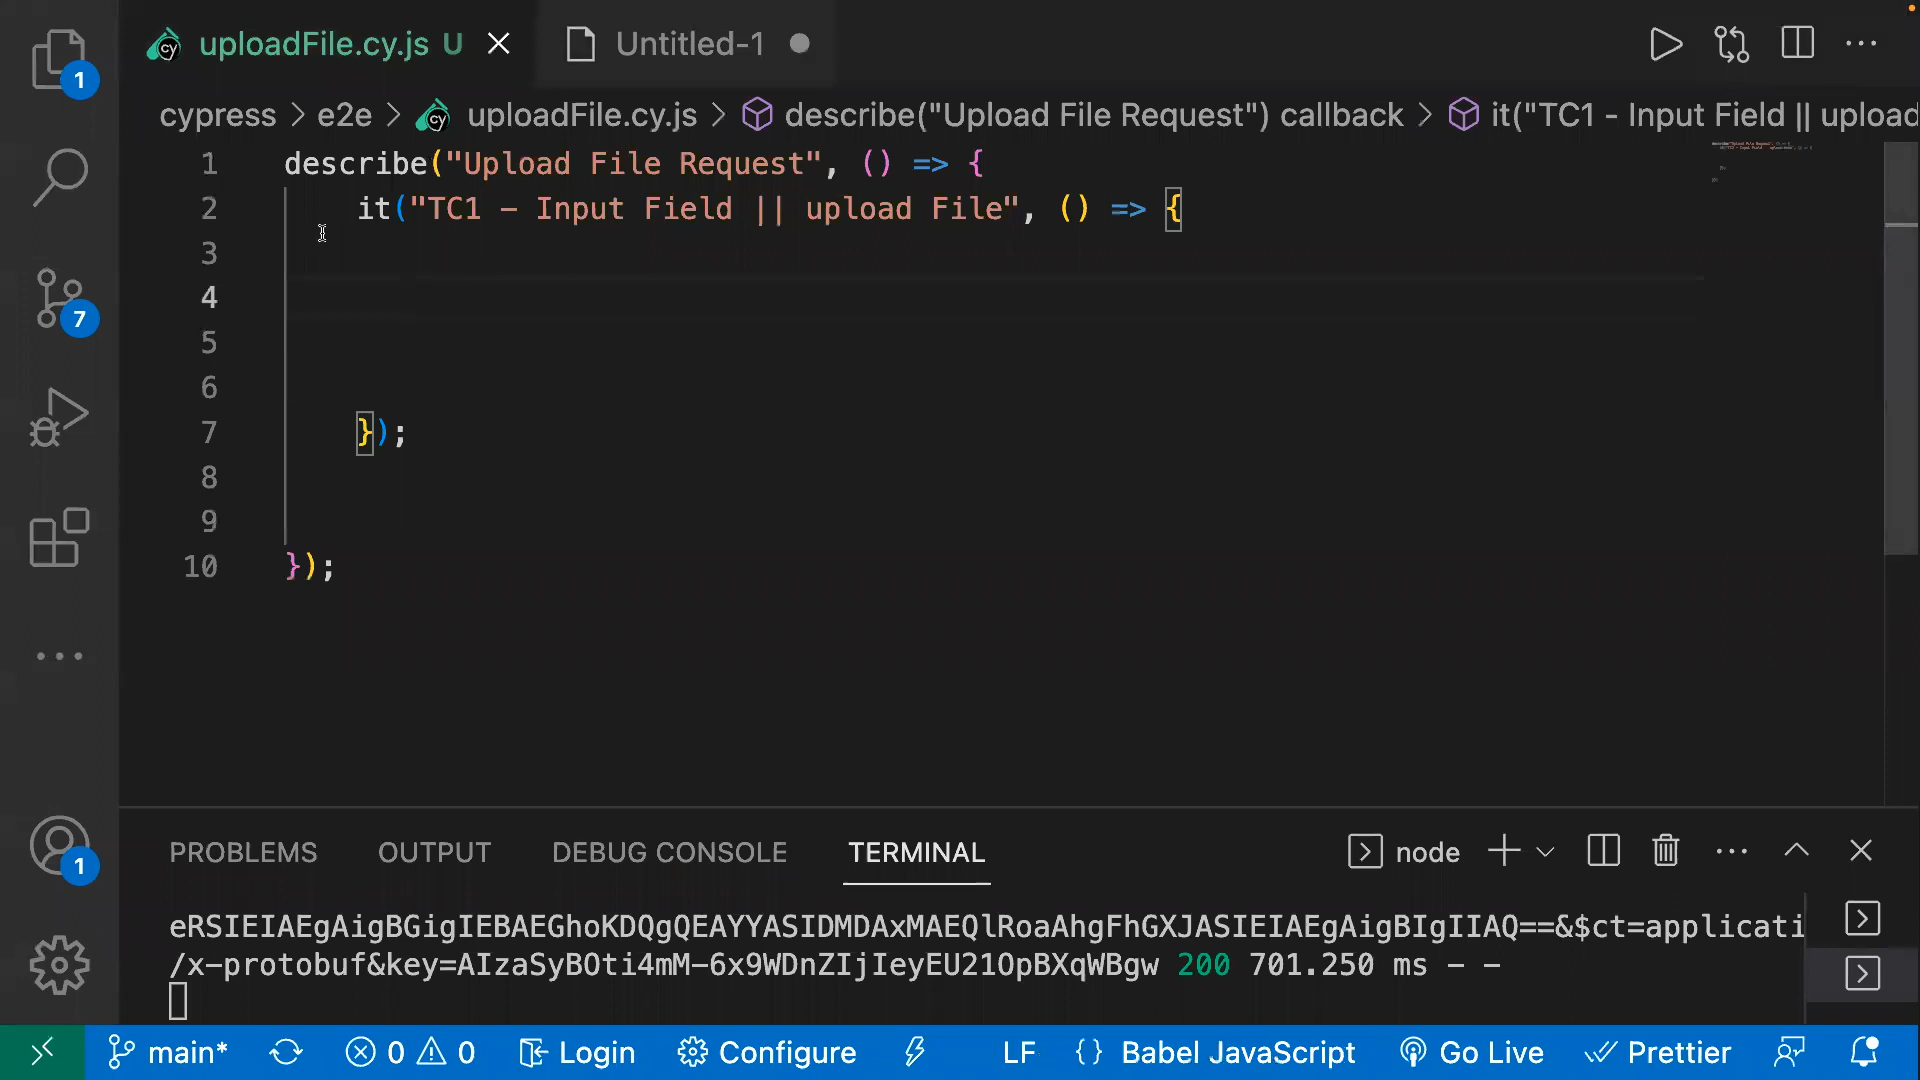 uploadFile.cy.js U
Untitled-1
cypress > e2e > uploadFile.cy.js > describe("Upload File Request") callback > it("TC1 - Input Field || upload
1 describe("Upload File Request", () => {
2 it("TC1 - Input Field || upload File", () => {
3
4
5
6
7 });
8
9
10 });
1
7
1
PROBLEMS OUTPUT DEBUG CONSOLE TERMINAL node
eRSIEIAEgAigBGigIEBAEGhoKDQgQEAYYASIDMDAxMAEQlRoaAhgFhGXJASIEIAEgAigBIgIIAQ==&$ct=applicati
/x-protobuf&key=AIzaSyBOti4mM-6x9WDnZIjIeyEU21OpBXqWBgw 200 701.250 ms - -
main* 0 0 Login Configure LF {} Babel JavaScript Go Live Prettier